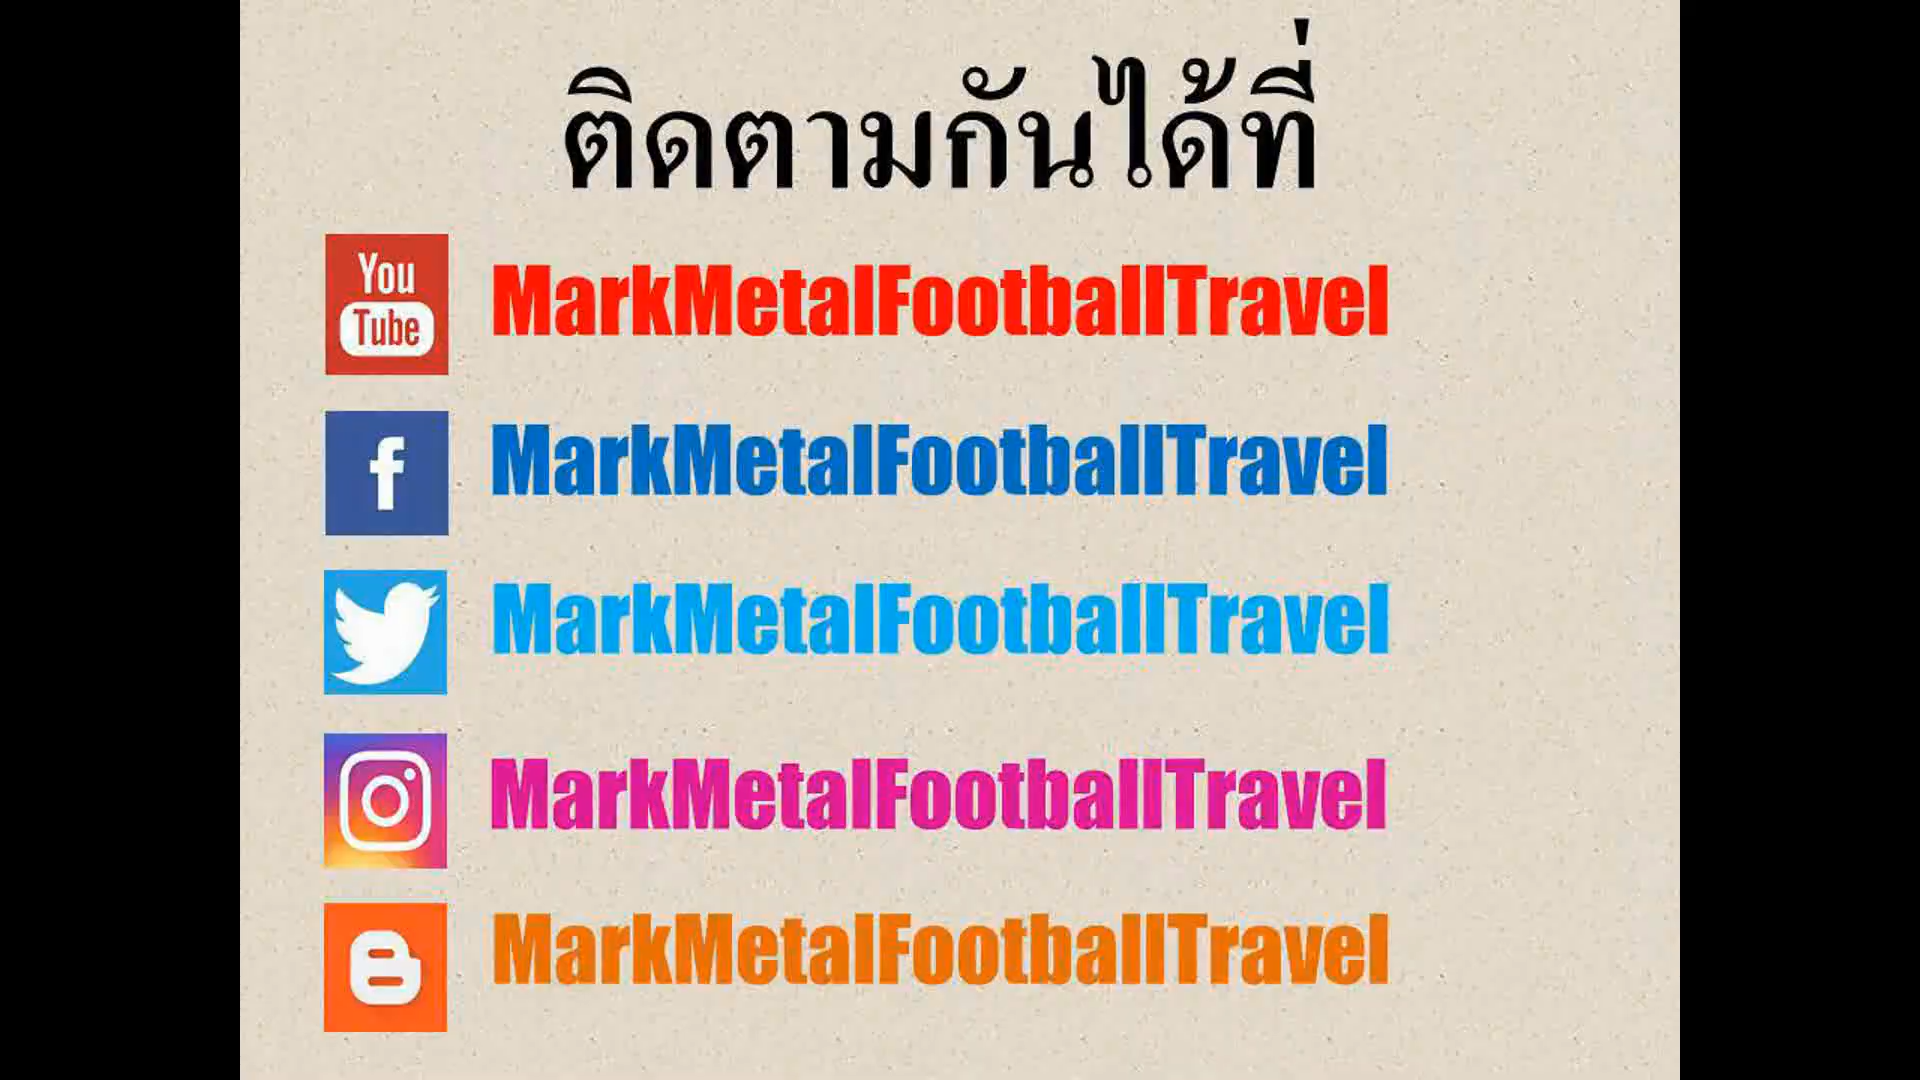 ติดตามกันได้ที่
You
Tube
MarkMetalFootballTravel
f
MarkMetalFootballTravel
MarkMetalFootballTravel
MarkMetalFootballTravel
B
MarkMetalFootballTravel